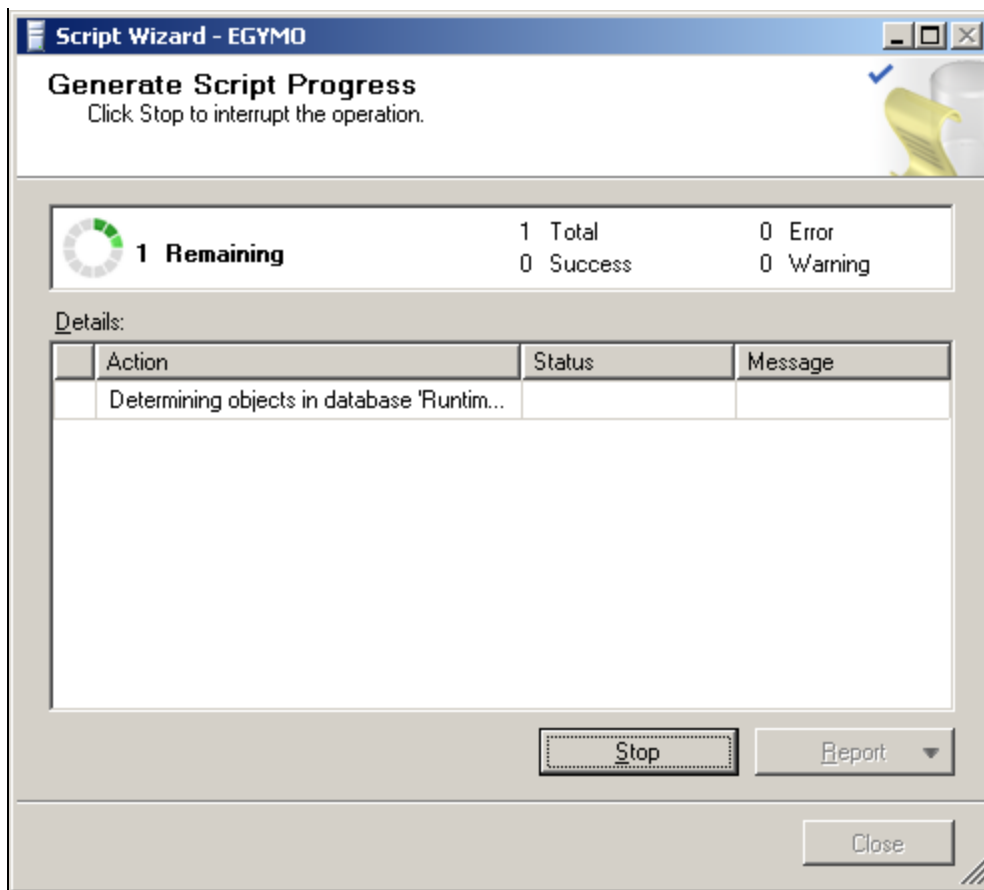 Script Wizard - EGYMO
Generate Script Progress
Click Stop to interrupt the operation.
1 Remaining
1 Total
0 Error
0 Success
0 Warning
Details:
Action Status Message
Determining objects in database 'Runtim...
Stop Report
Close